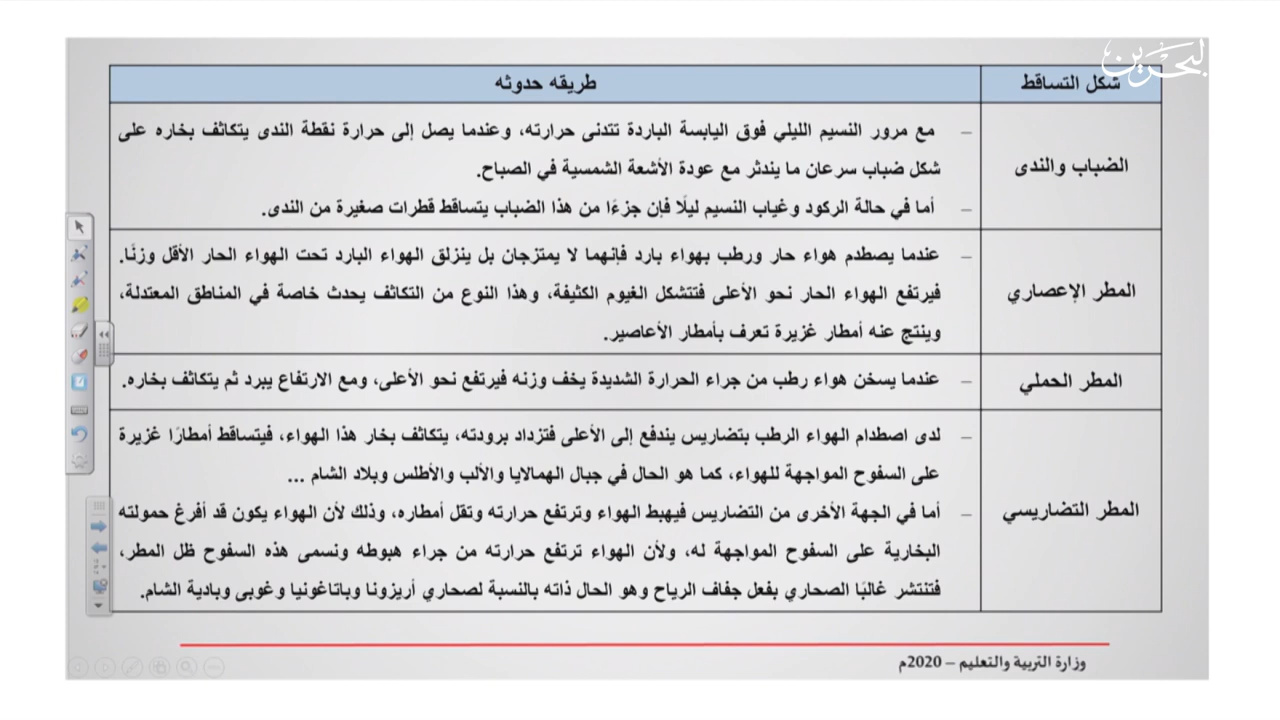 البحرين
شكل التساقط
طريقه حدوثه
الضباب والندى
– مع مرور النسيم الليلي فوق اليابسة الباردة تتدنى حرارته، وعندما يصل إلى حرارة نقطة الندى يتكاثف بخاره على
شكل ضباب سرعان ما يندثر مع عودة الأشعة الشمسية في الصباح.
– أما في حالة الركود وغياب النسيم ليلًا فإن جزءًا من هذا الضباب يتساقط قطرات صغيرة من الندى.
المطر الإعصاري
– عندما يصطدم هواء حار ورطب بهواء بارد فإنهما لا يمتزجان بل ينزلق الهواء البارد تحت الهواء الحار الأقل وزنًا.
فيرتفع الهواء الحار نحو الأعلى فتتشكل الغيوم الكثيفة، وهذا النوع من التكاثف يحدث خاصة في المناطق المعتدلة،
وينتج عنه أمطار غزيرة تعرف بأمطار الأعاصير.
المطر الحملي
– عندما يسخن هواء رطب من جراء الحرارة الشديدة يخف وزنه فيرتفع نحو الأعلى، ومع الارتفاع يبرد ثم يتكاثف بخاره.
المطر التضاريسي
– لدى اصطدام الهواء الرطب بتضاريس يندفع إلى الأعلى فتزداد برودته، يتكاثف بخار هذا الهواء، فيتساقط أمطارًا غزيرة
على السفوح المواجهة للهواء، كما هو الحال في جبال الهمالايا والألب والأطلس وبلاد الشام ...
– أما في الجهة الأخرى من التضاريس فيهبط الهواء وترتفع حرارته وتقل أمطاره، وذلك لأن الهواء يكون قد أفرغ حمولته
البخارية على السفوح المواجهة له، ولأن الهواء ترتفع حرارته من جراء هبوطه ونسمى هذه السفوح ظل المطر،
فتنتشر غالبًا الصحاري بفعل جفاف الرياح وهو الحال ذاته بالنسبة لصحاري أريزونا وباتاغونيا وغوبى وبادية الشام.
وزارة التربية والتعليم – 2020م